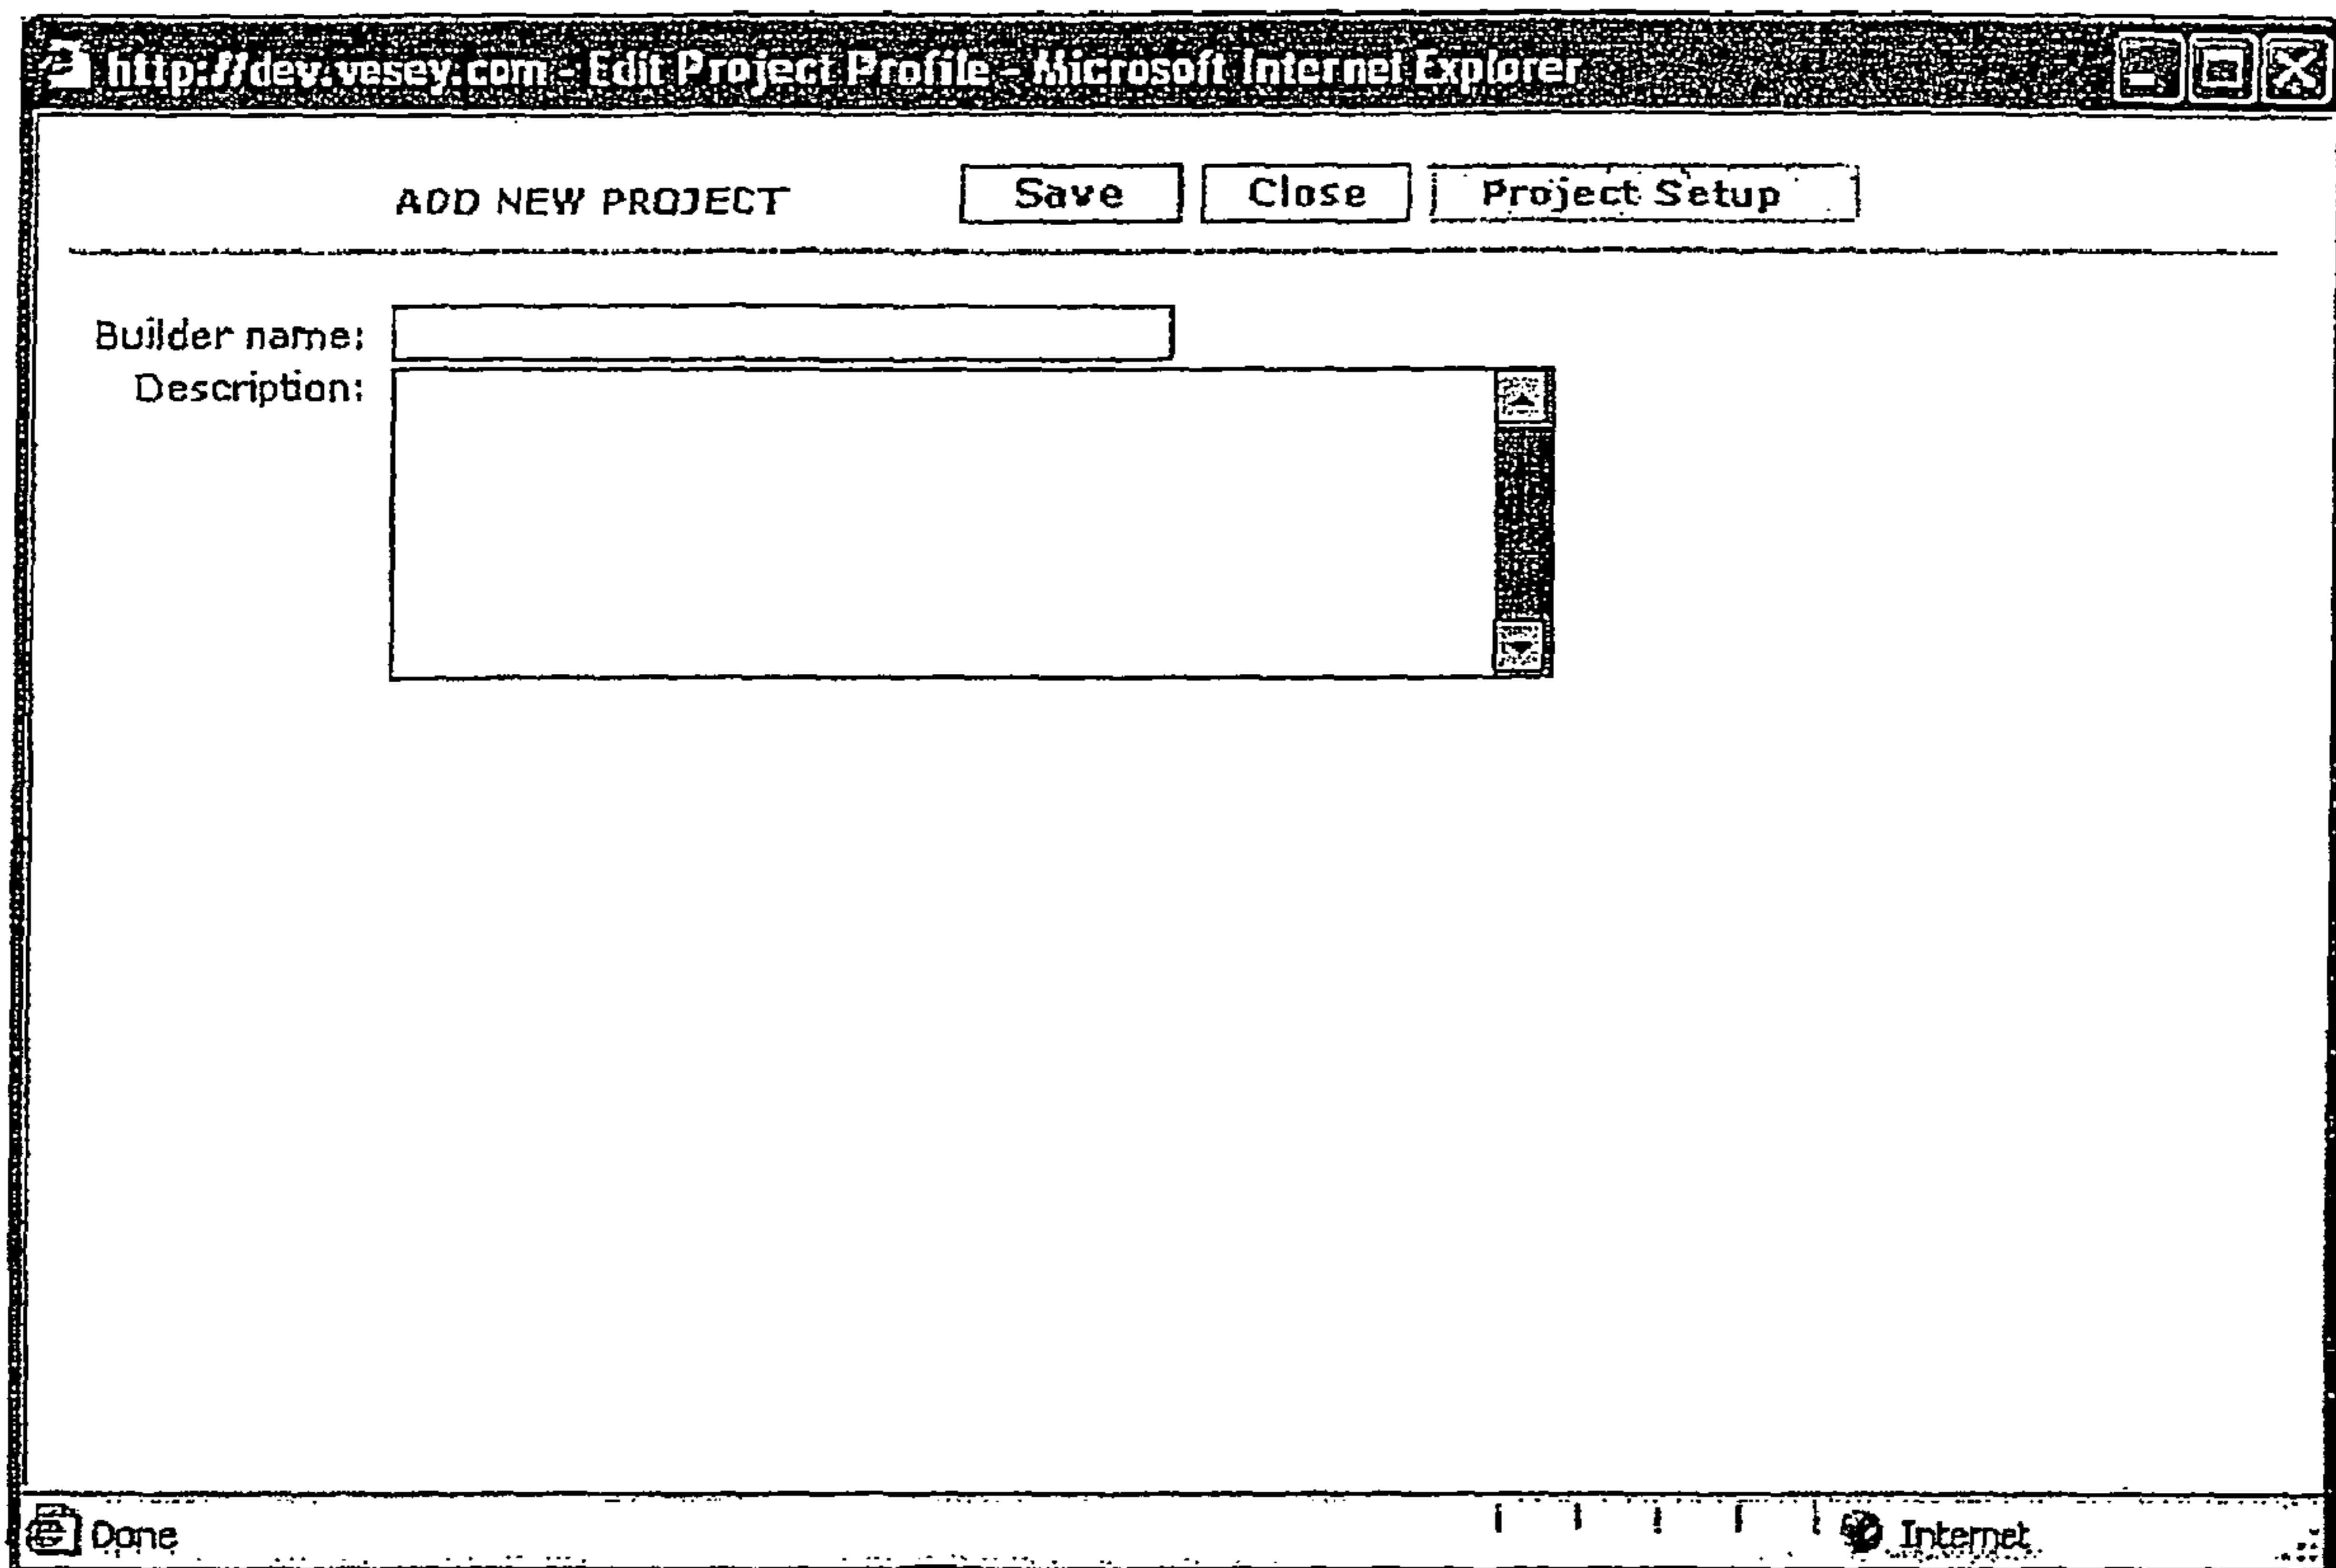 http://dev.vesey.com - Edit Project Profile - Microsoft Internet Explorer
ADD NEW PROJECT Save Close Project Setup
Builder name:
Description:
Done Internet